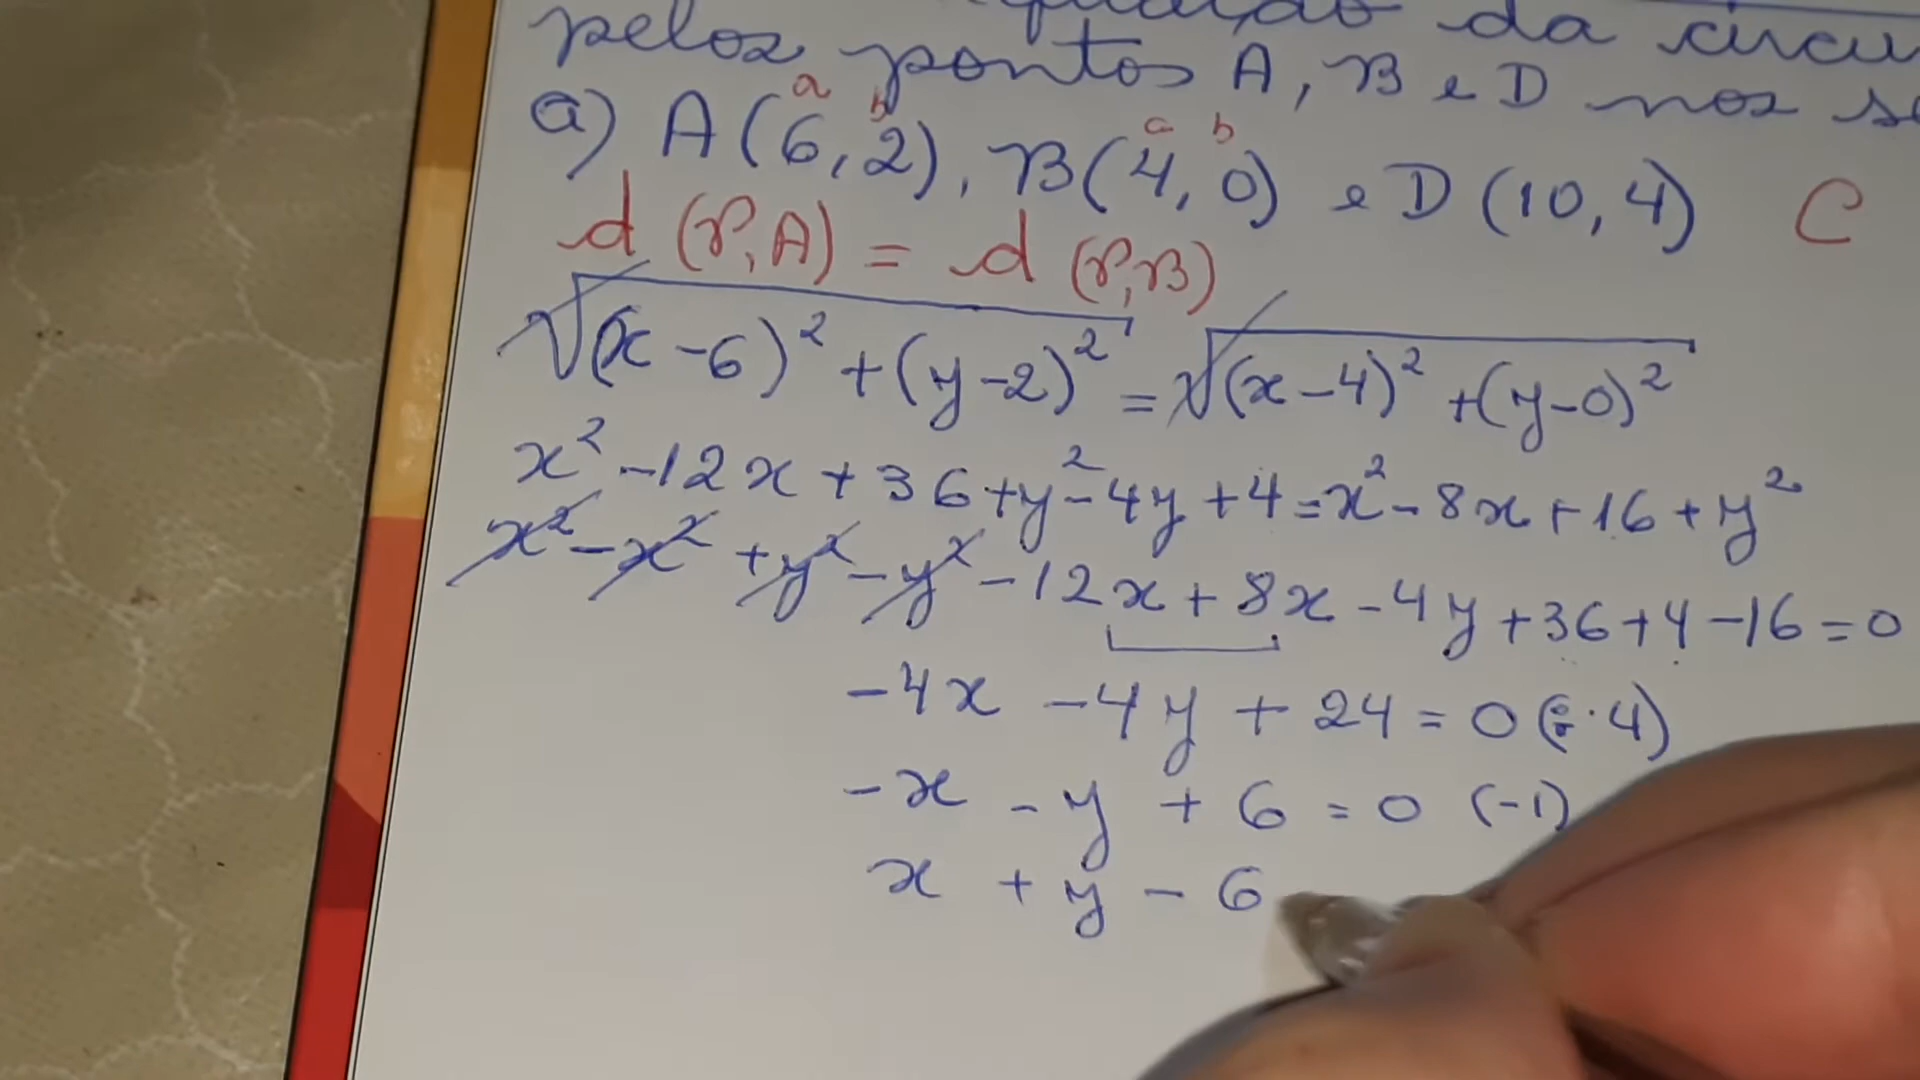 da
pelos pontos A, B e D nos
a b a b
a) A(6,2), B(4,0) e D(10,4) C
d(P,A) = d(P,B)
√(x-6)² + (y-2)² = √(x-4)² + (y-0)²
x² - 12x + 36 + y² - 4y + 4 = x² - 8x + 16 + y²
x² - x² + y² - y² - 12x + 8x - 4y + 36 + 4 - 16 = 0
-4x - 4y + 24 = 0 (÷ 4)
-x - y + 6 = 0 (-1)
x + y - 6